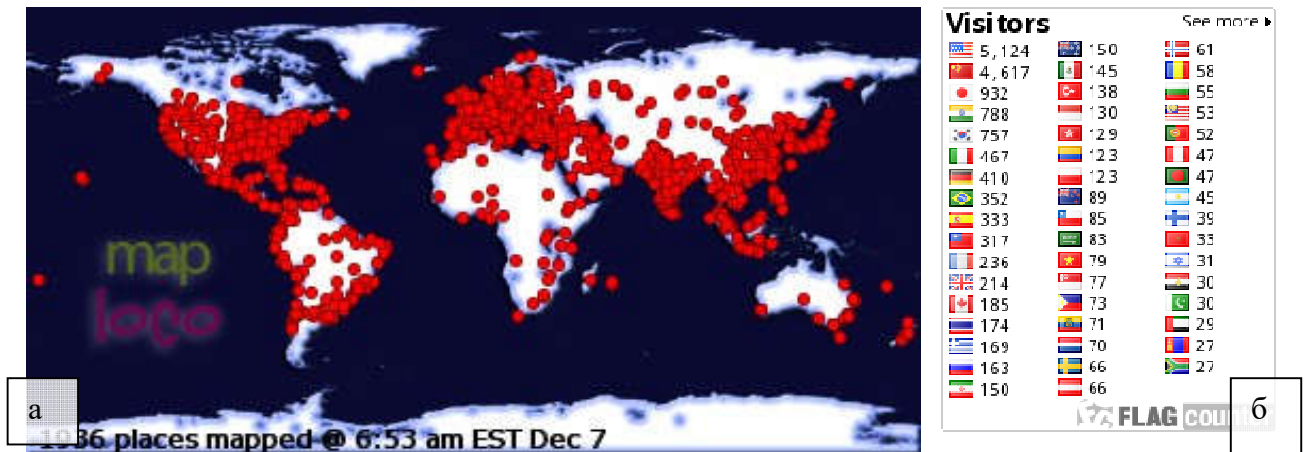 map
loco
а
places mapped @ 6:53 am EST Dec 7
Visitors See more
5,124 150 61
4,617 145 58
932 138 55
788 130 53
757 129 52
467 123 47
410 123 47
352 89 45
333 85 39
317 83 33
236 79 31
214 77 30
185 73 30
174 71 29
169 70 27
163 66 27
150 66
FLAG counter
б